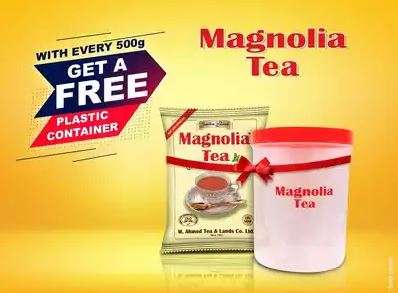 WITH EVERY 500g
GET A
FREE
PLASTIC
CONTAINER
Magnolia
Tea
Magnolia
Tea
M. Ahmed Tea & Lands Co. Ltd.
Magnolia
Tea